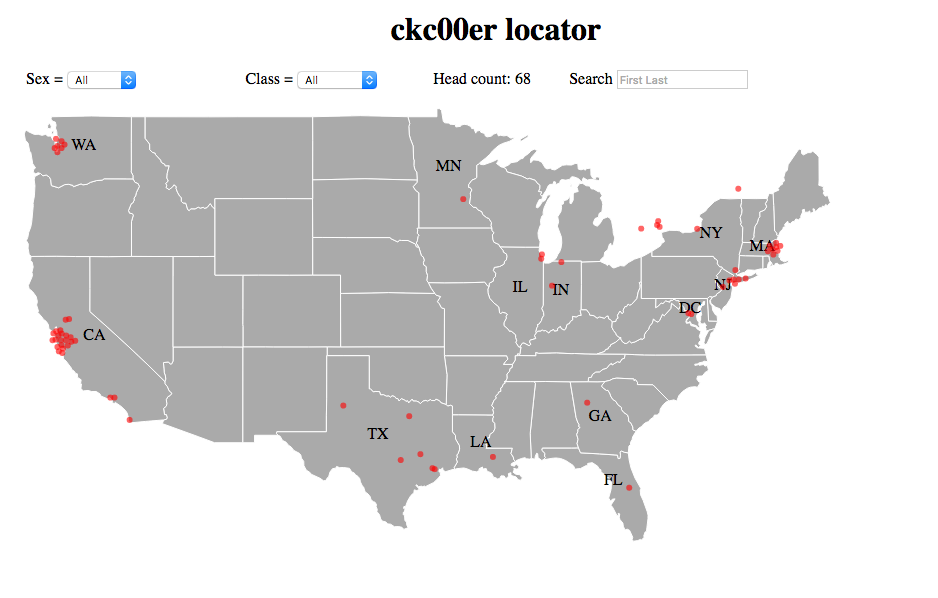 ckc00er locator
Sex = All Class = All Head count: 68 Search First Last
WA
MN
NY
MA
IL
IN
NJ
DC
CA
GA
TX
LA
FL